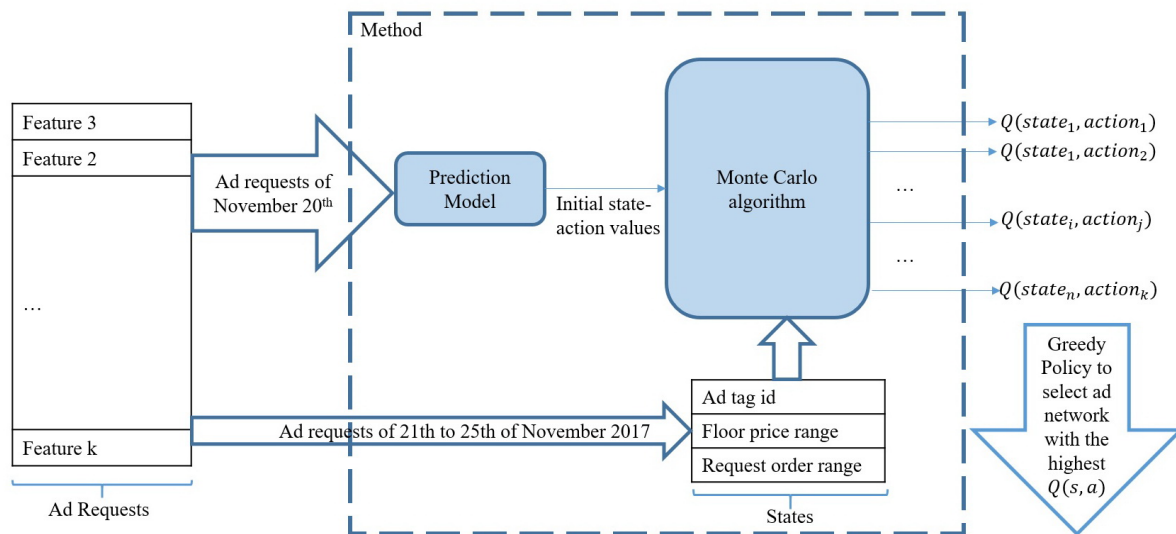 Method
Feature 3
Feature 2
...
Feature k
Ad Requests
Ad requests of
November 20th
Prediction
Model
Initial state-
action values
Monte Carlo
algorithm
Q(state₁, action₁)
Q(state₁, action₂)
...
Q(stateᵢ, actionⱼ)
...
Q(stateₙ, actionₖ)
Ad requests of 21th to 25th of November 2017
Ad tag id
Floor price range
Request order range
States
Greedy
Policy to
select ad
network
with the
highest
Q(s, a)